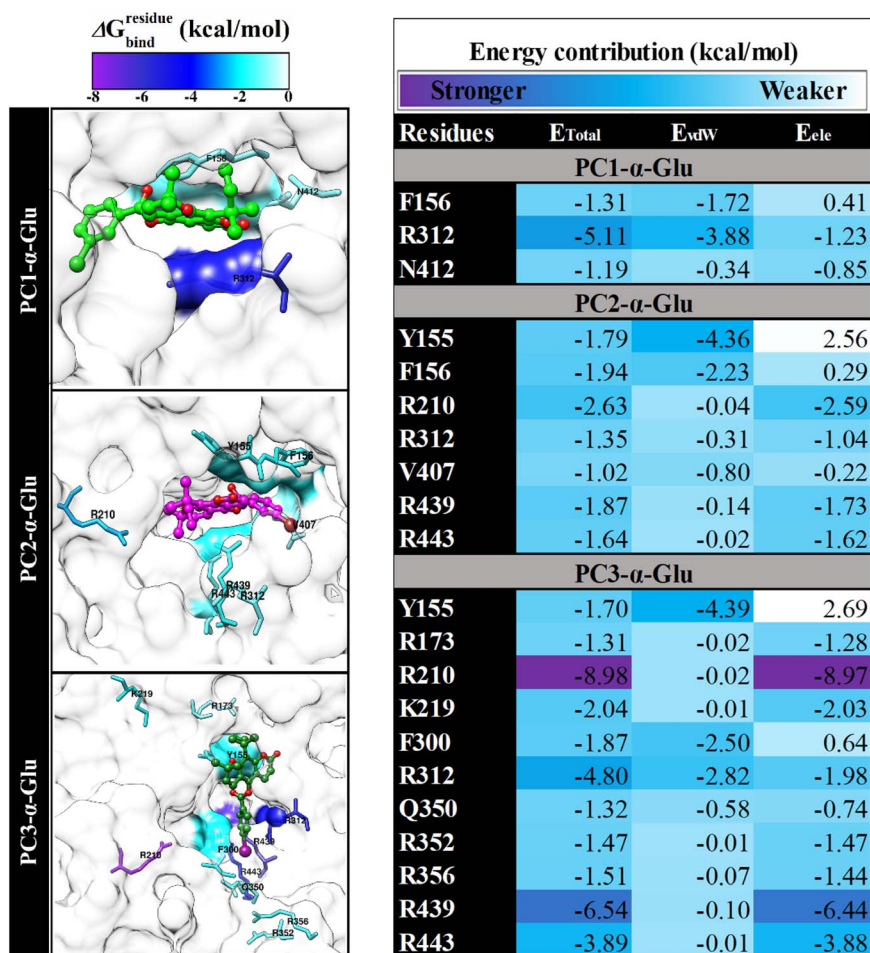 ΔG residue bind (kcal/mol)
-8 -6 -4 -2 0
PC1-α-Glu
F156
N412
R312
PC2-α-Glu
Y155
F156
R210
V407
R439
R443 R312
PC3-α-Glu
K219
R173
Y155
R312
R210
F300 R439
R443
Q350
R356
R352
Energy contribution (kcal/mol)
Stronger Weaker
Residues ETotal EvdW Eele
PC1-α-Glu
F156 -1.31 -1.72 0.41
R312 -5.11 -3.88 -1.23
N412 -1.19 -0.34 -0.85
PC2-α-Glu
Y155 -1.79 -4.36 2.56
F156 -1.94 -2.23 0.29
R210 -2.63 -0.04 -2.59
R312 -1.35 -0.31 -1.04
V407 -1.02 -0.80 -0.22
R439 -1.87 -0.14 -1.73
R443 -1.64 -0.02 -1.62
PC3-α-Glu
Y155 -1.70 -4.39 2.69
R173 -1.31 -0.02 -1.28
R210 -8.98 -0.02 -8.97
K219 -2.04 -0.01 -2.03
F300 -1.87 -2.50 0.64
R312 -4.80 -2.82 -1.98
Q350 -1.32 -0.58 -0.74
R352 -1.47 -0.01 -1.47
R356 -1.51 -0.07 -1.44
R439 -6.54 -0.10 -6.44
R443 -3.89 -0.01 -3.88